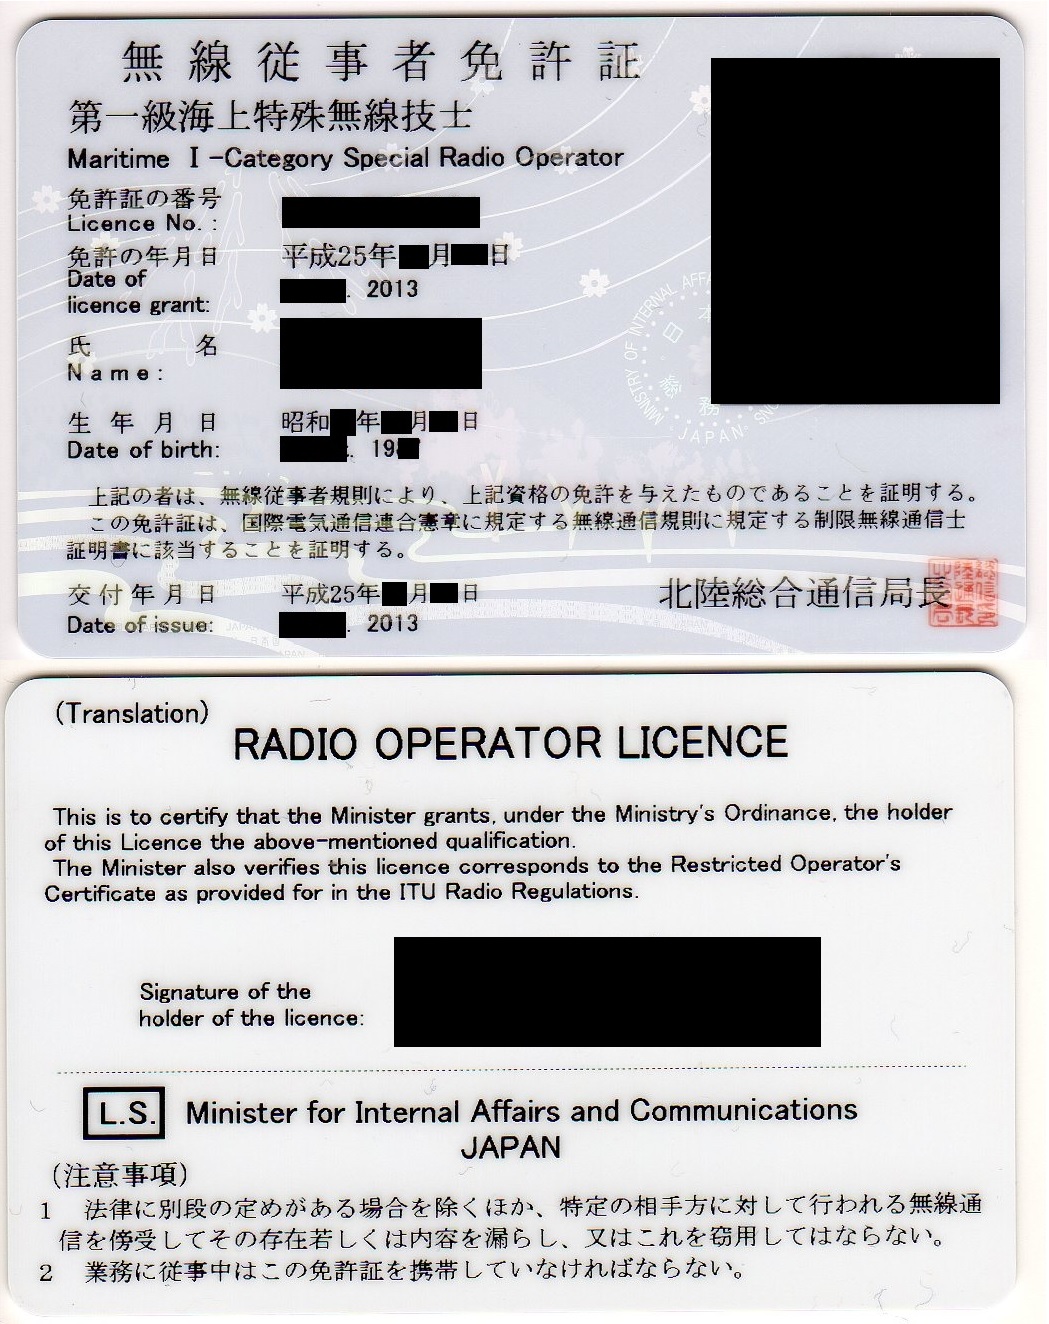 無線従事者免許証
第一級海上特殊無線技士
Maritime Ⅰ-Category Special Radio Operator
免許証の番号
Licence No. :
免許の年月日 平成25年 月 日
Date of
licence grant: . 2013
氏名
Name:
生年月日 昭和 年 月 日
Date of birth: . 19
MINISTRY OF INTERNAL AFFA
日本
総務
JAPAN
上記の者は、無線従事者規則により、上記資格の免許を与えたものであることを証明する。
この免許証は、国際電気通信連合憲章に規定する無線通信規則に規定する制限無線通信士
証明書に該当することを証明する。
交付年月日 平成25年 月 日
Date of issue: . 2013
北陸総合通信局長
(Translation)
RADIO OPERATOR LICENCE
This is to certify that the Minister grants, under the Ministry's Ordinance, the holder
of this Licence the above-mentioned qualification.
The Minister also verifies this licence corresponds to the Restricted Operator's
Certificate as provided for in the ITU Radio Regulations.
Signature of the
holder of the licence:
L.S. Minister for Internal Affairs and Communications
JAPAN
(注意事項)
1 法律に別段の定めがある場合を除くほか、特定の相手方に対して行われる無線通
信を傍受してその存在若しくは内容を漏らし、又はこれを窃用してはならない。
2 業務に従事中はこの免許証を携帯していなければならない。